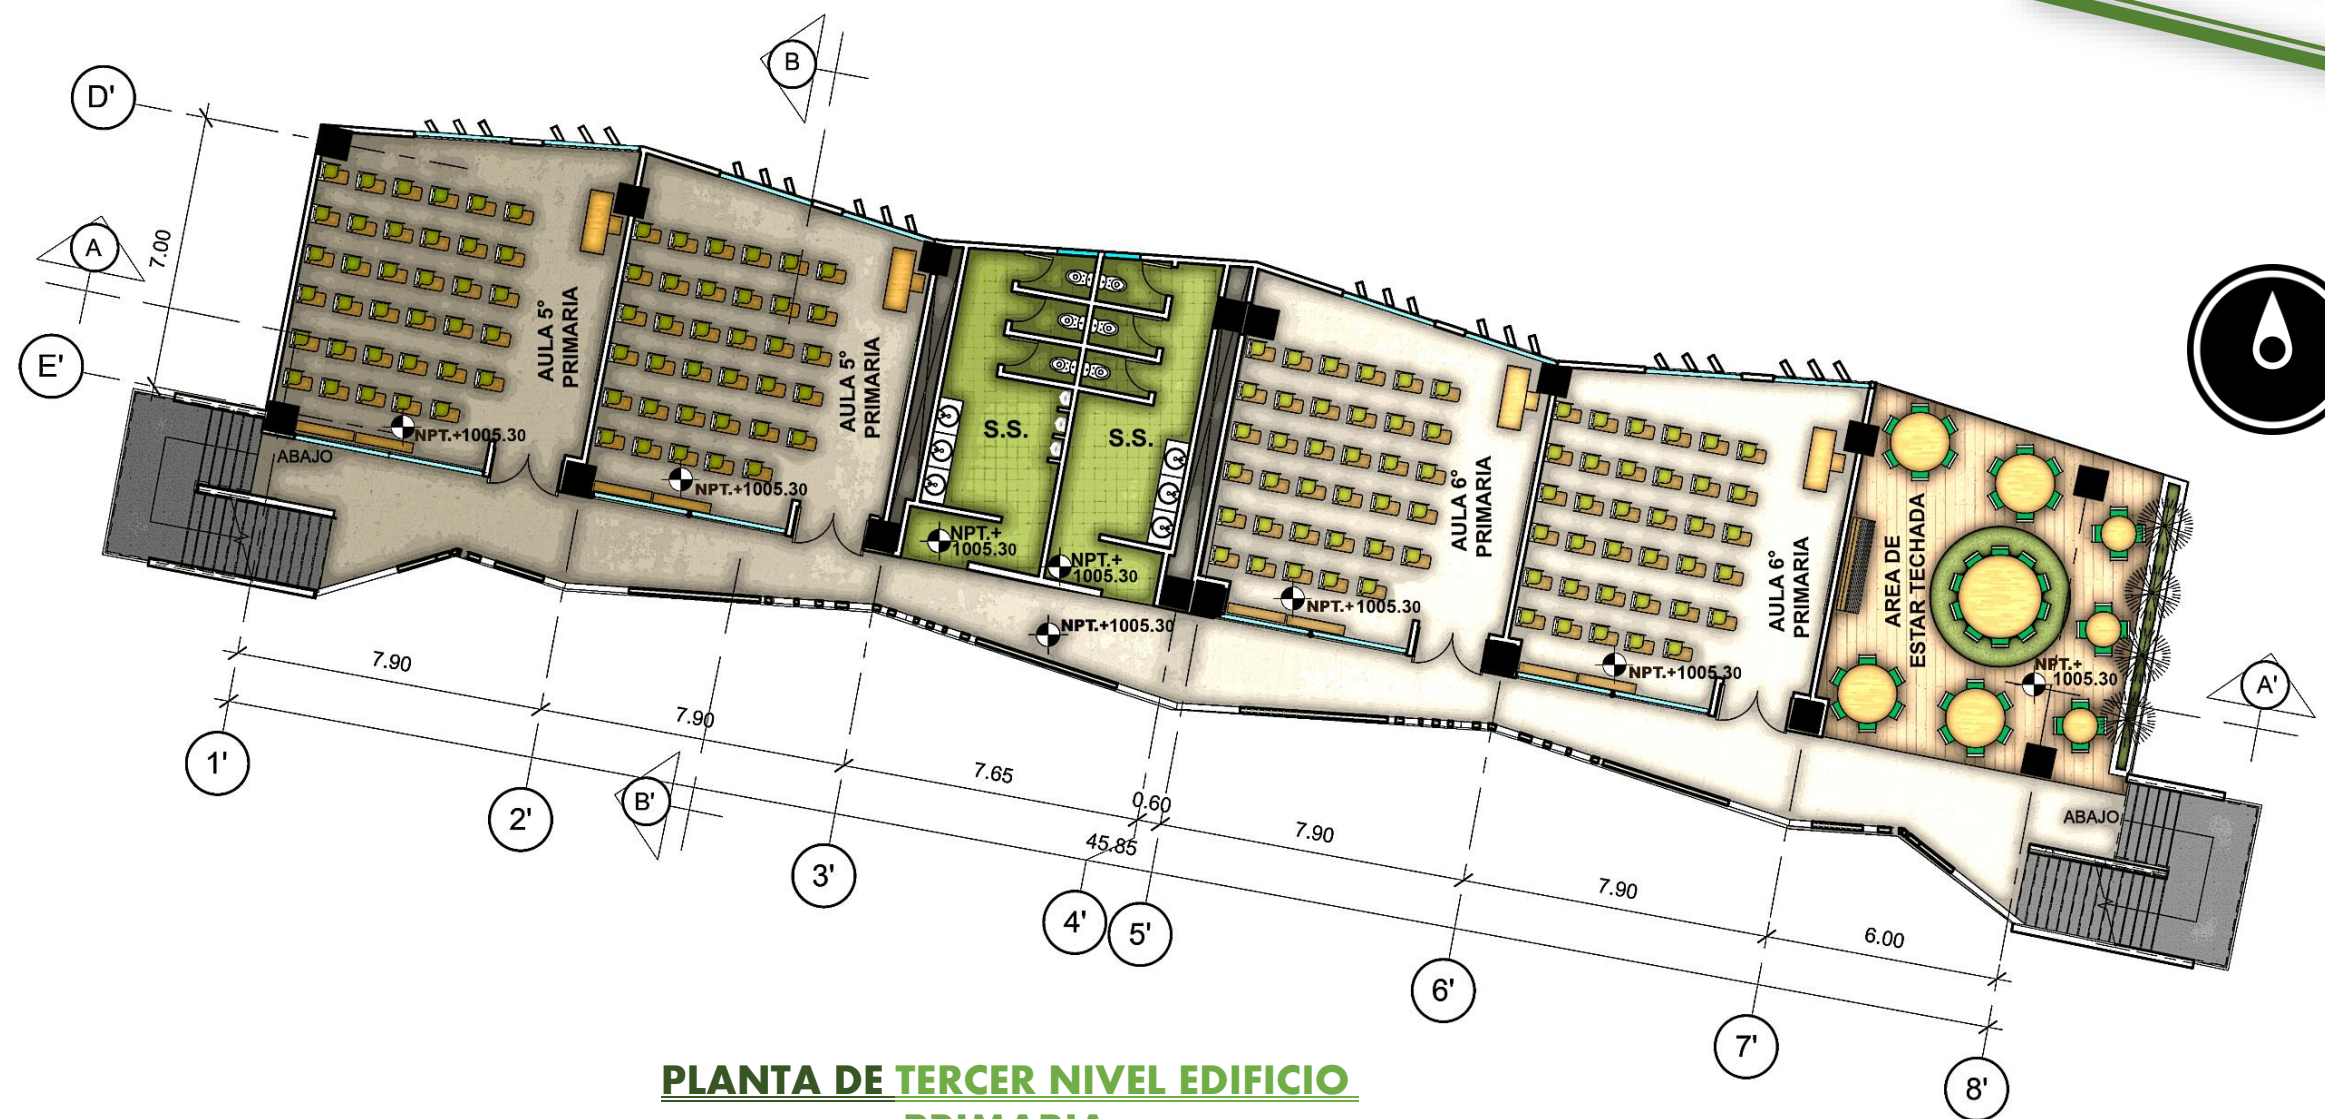 B
D'
A
7.00
E'
AULA 5°
PRIMARIA
AULA 5°
PRIMARIA
S.S.
S.S.
AULA 6°
PRIMARIA
AULA 6°
PRIMARIA
AREA DE
ESTAR TECHADA
NPT.+1005.30
ABAJO
NPT.+1005.30
NPT.+
1005.30
NPT.+
1005.30
NPT.+1005.30
NPT.+1005.30
NPT.+1005.30
NPT.+
1005.30
A'
ABAJO
7.90
7.90
7.65
0.60
7.90
7.90
6.00
45.85
B'
1'
2'
3'
4'
5'
6'
7'
8'
PLANTA DE TERCER NIVEL EDIFICIO
PRIMARIA